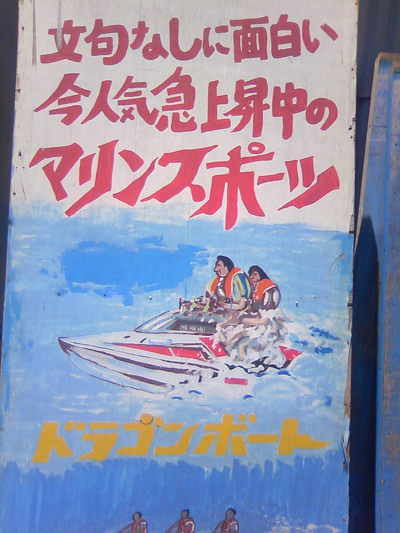 文句なしに面白い
今人気急上昇中の
マリンスポーツ
ドラゴンボート